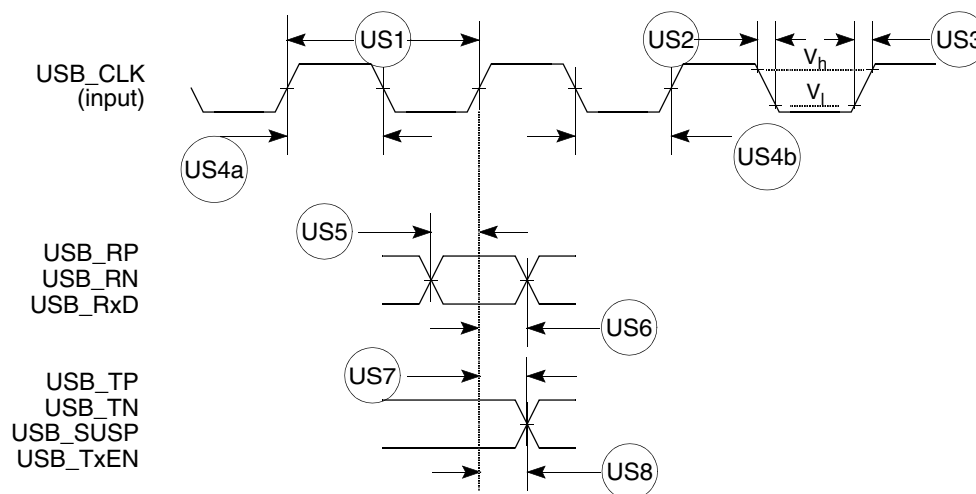 US1
US2
US3
USB_CLK
(input)
Vh
Vl
US4a
US4b
US5
USB_RP
USB_RN
USB_RxD
US6
US7
USB_TP
USB_TN
USB_SUSP
USB_TxEN
US8